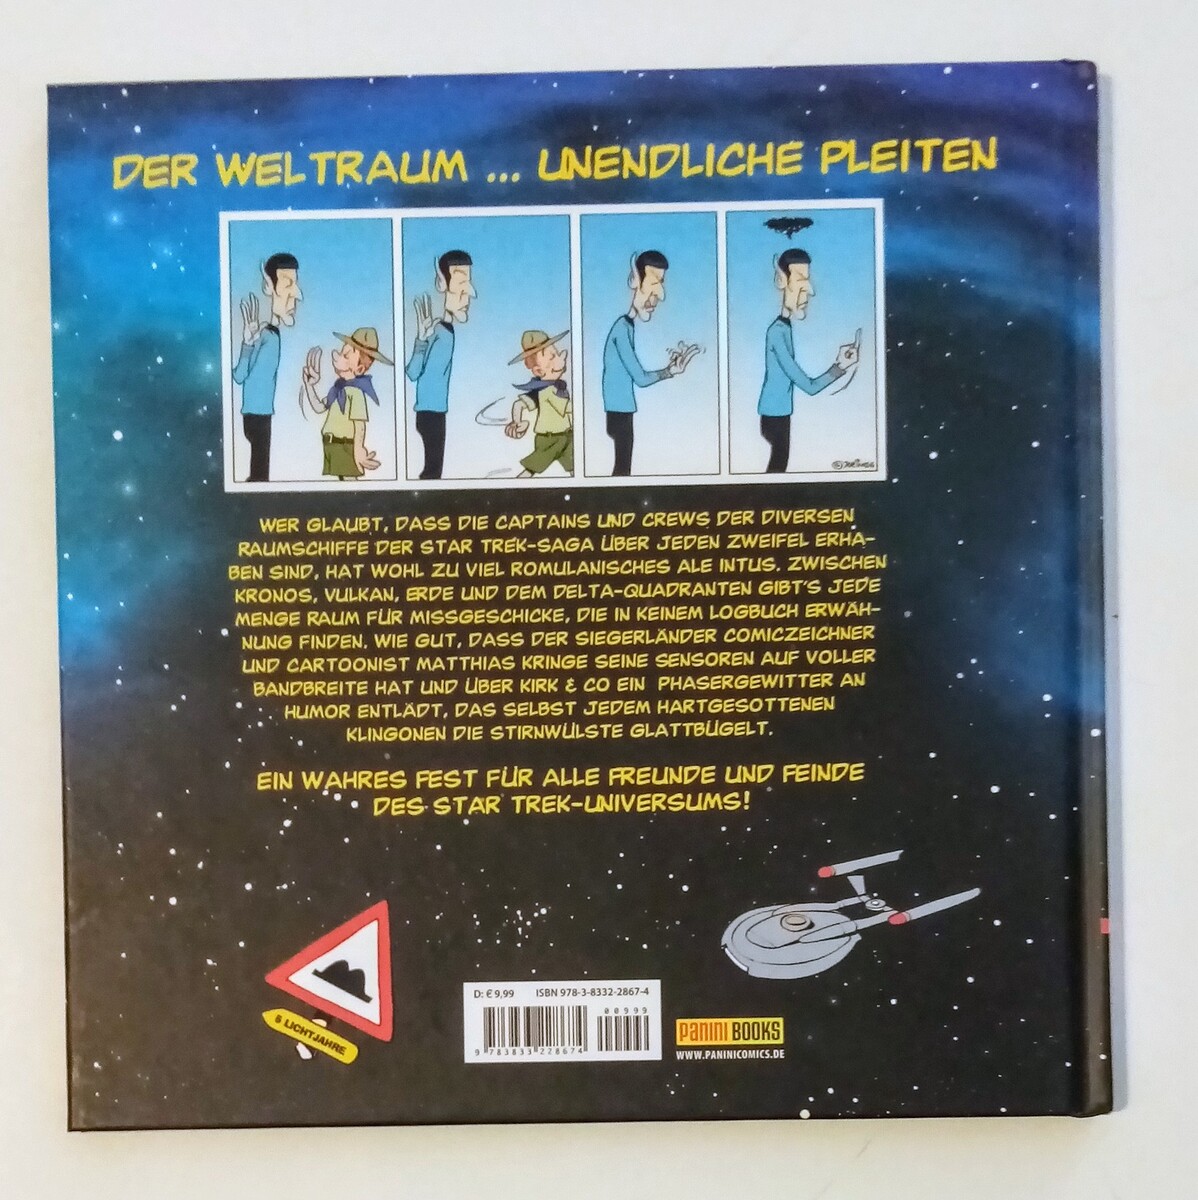 DER WELTRAUM ... UNENDLICHE PLEITEN
WER GLAUBT, DASS DIE CAPTAINS UND CREWS DER DIVERSEN
RAUMSCHIFFE DER STAR TREK-SAGA ÜBER JEDEN ZWEIFEL ERHA-
BEN SIND, HAT WOHL ZU VIEL ROMULANISCHES ALE INTUS. ZWISCHEN
KRONOS, VULKAN, ERDE UND DEM DELTA-QUADRANTEN GIBT'S JEDE
MENGE RAUM FÜR MISSGESCHICKE, DIE IN KEINEM LOGBUCH ERWÄH-
NUNG FINDEN. WIE GUT, DASS DER SIEGERLÄNDER COMICZEICHNER
UND CARTOONIST MATTHIAS KRINGE SEINE SENSOREN AUF VOLLER
BANDBREITE HAT UND ÜBER KIRK & CO EIN PHASERGEWITTER AN
HUMOR ENTLÄDT, DAS SELBST JEDEM HARTGESOTTENEN
KLINGONEN DIE STIRNWÜLSTE GLATTBÜGELT.
EIN WAHRES FEST FÜR ALLE FREUNDE UND FEINDE
DES STAR TREK-UNIVERSUMS!
5 LICHTJAHRE
D: € 9,99 ISBN 978-3-8332-2867-4
00999
9 783833 228674
PANINI BOOKS
WWW.PANINICOMICS.DE